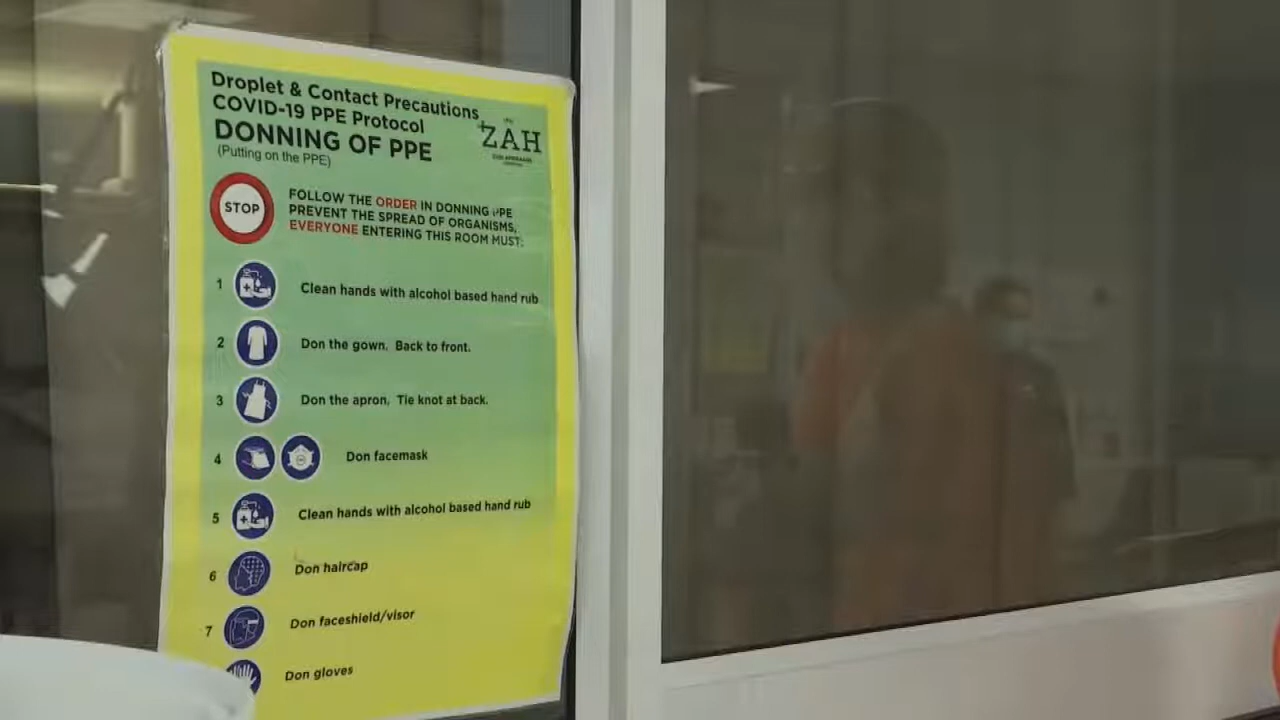 Droplet & Contact Precautions
COVID-19 PPE Protocol
DONNING OF PPE
(Putting on the PPE)
ZAH
STOP
FOLLOW THE ORDER IN DONNING PPE
PREVENT THE SPREAD OF ORGANISMS,
EVERYONE ENTERING THIS ROOM MUST:
1 Clean hands with alcohol based hand rub
2 Don the gown. Back to front.
3 Don the apron. Tie knot at back.
4 Don facemask
5 Clean hands with alcohol based hand rub
6 Don haircap
7 Don faceshield/visor
Don gloves